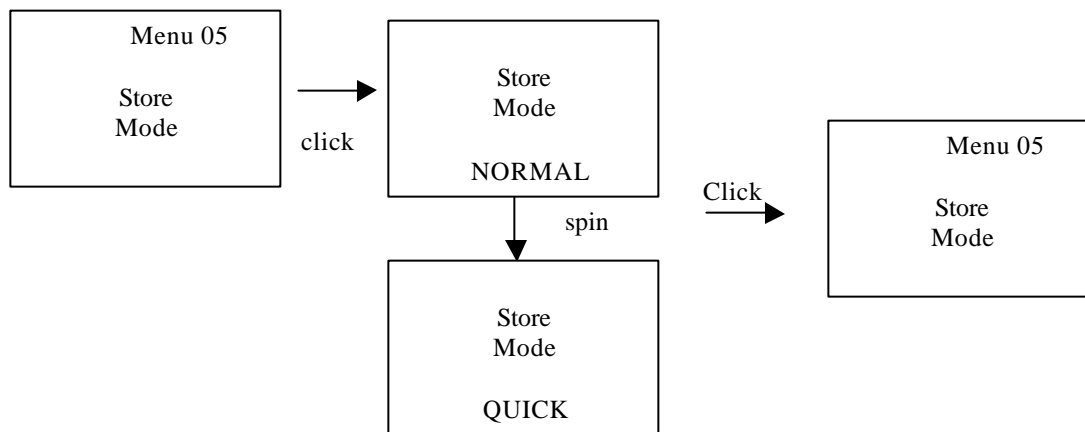 Menu 05
Store
Mode
click
Store
Mode
NORMAL
spin
Store
Mode
QUICK
Click
Menu 05
Store
Mode